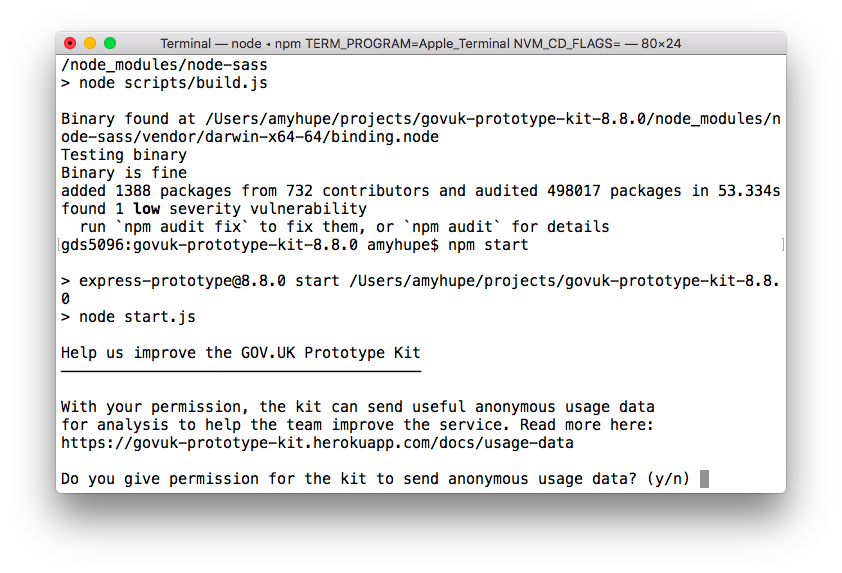 Terminal — node ◂ npm TERM_PROGRAM=Apple_Terminal NVM_CD_FLAGS= — 80×24
/node_modules/node-sass
> node scripts/build.js
Binary found at /Users/amyhupe/projects/govuk-prototype-kit-8.8.0/node_modules/n
ode-sass/vendor/darwin-x64-64/binding.node
Testing binary
Binary is fine
added 1388 packages from 732 contributors and audited 498017 packages in 53.334s
found 1 low severity vulnerability
  run `npm audit fix` to fix them, or `npm audit` for details
[gds5096:govuk-prototype-kit-8.8.0 amyhupe$ npm start ]
> express-prototype@8.8.0 start /Users/amyhupe/projects/govuk-prototype-kit-8.8.
0
> node start.js
Help us improve the GOV.UK Prototype Kit
────────────────────────────────────────
With your permission, the kit can send useful anonymous usage data
for analysis to help the team improve the service. Read more here:
https://govuk-prototype-kit.herokuapp.com/docs/usage-data
Do you give permission for the kit to send anonymous usage data? (y/n)